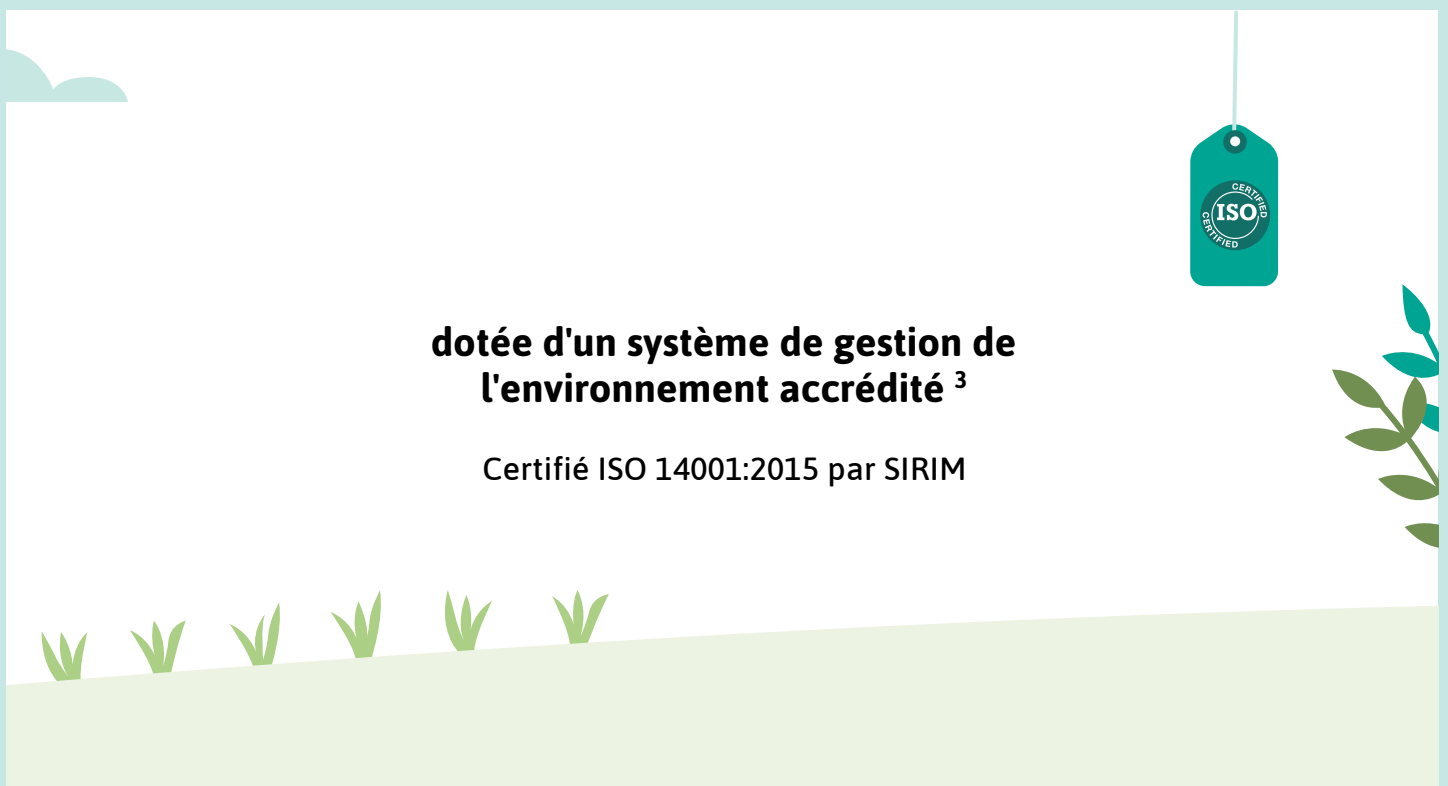 CERTIFIED
ISO
CERTIFIED
dotée d'un système de gestion de
l'environnement accrédité ³
Certifié ISO 14001:2015 par SIRIM